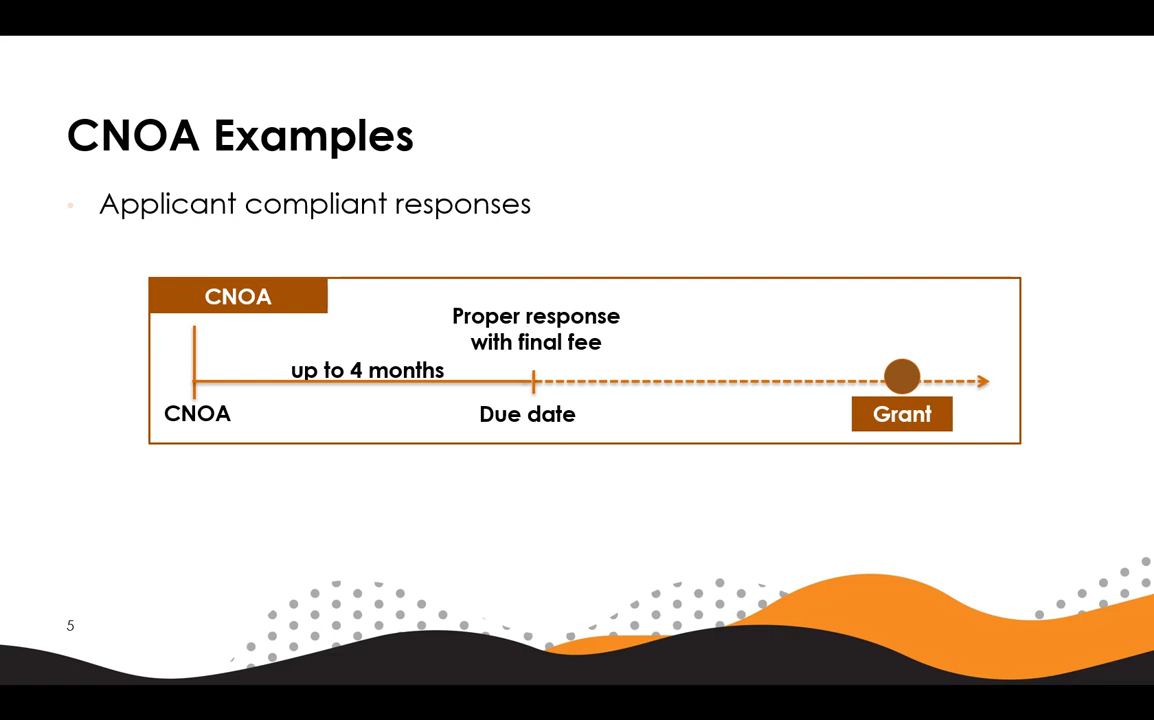 CNOA Examples
• Applicant compliant responses
CNOA
Proper response
with final fee
up to 4 months
CNOA
Due date
Grant
5